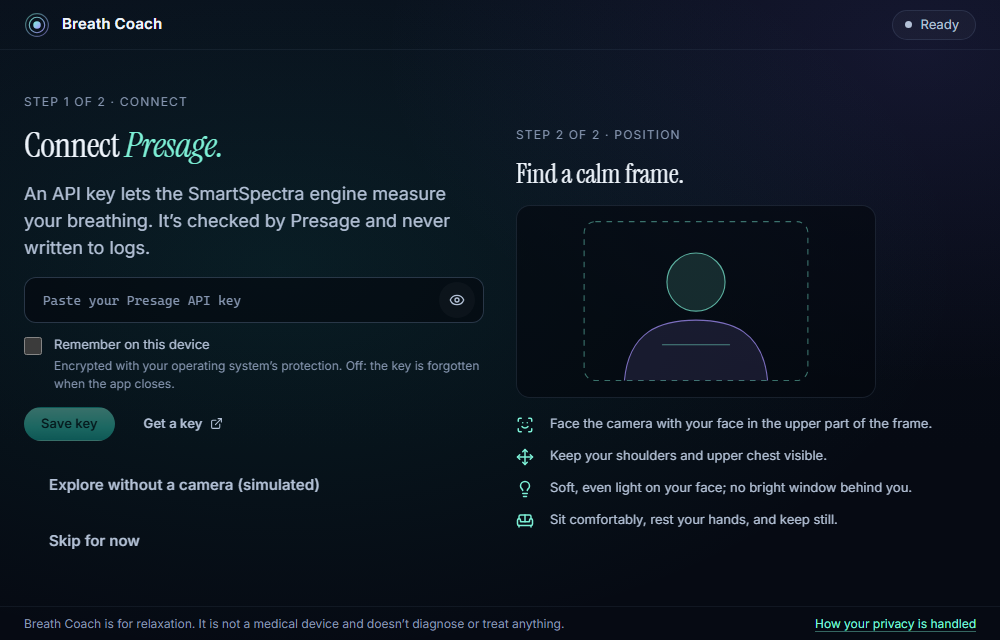 Breath Coach
Ready
STEP 1 OF 2 · CONNECT
Connect Presage.
An API key lets the SmartSpectra engine measure
your breathing. It’s checked by Presage and never
written to logs.
Paste your Presage API key
Remember on this device
Encrypted with your operating system’s protection. Off: the key is forgotten
when the app closes.
Save key
Get a key
Explore without a camera (simulated)
Skip for now
STEP 2 OF 2 · POSITION
Find a calm frame.
Face the camera with your face in the upper part of the frame.
Keep your shoulders and upper chest visible.
Soft, even light on your face; no bright window behind you.
Sit comfortably, rest your hands, and keep still.
Breath Coach is for relaxation. It is not a medical device and doesn’t diagnose or treat anything.
How your privacy is handled